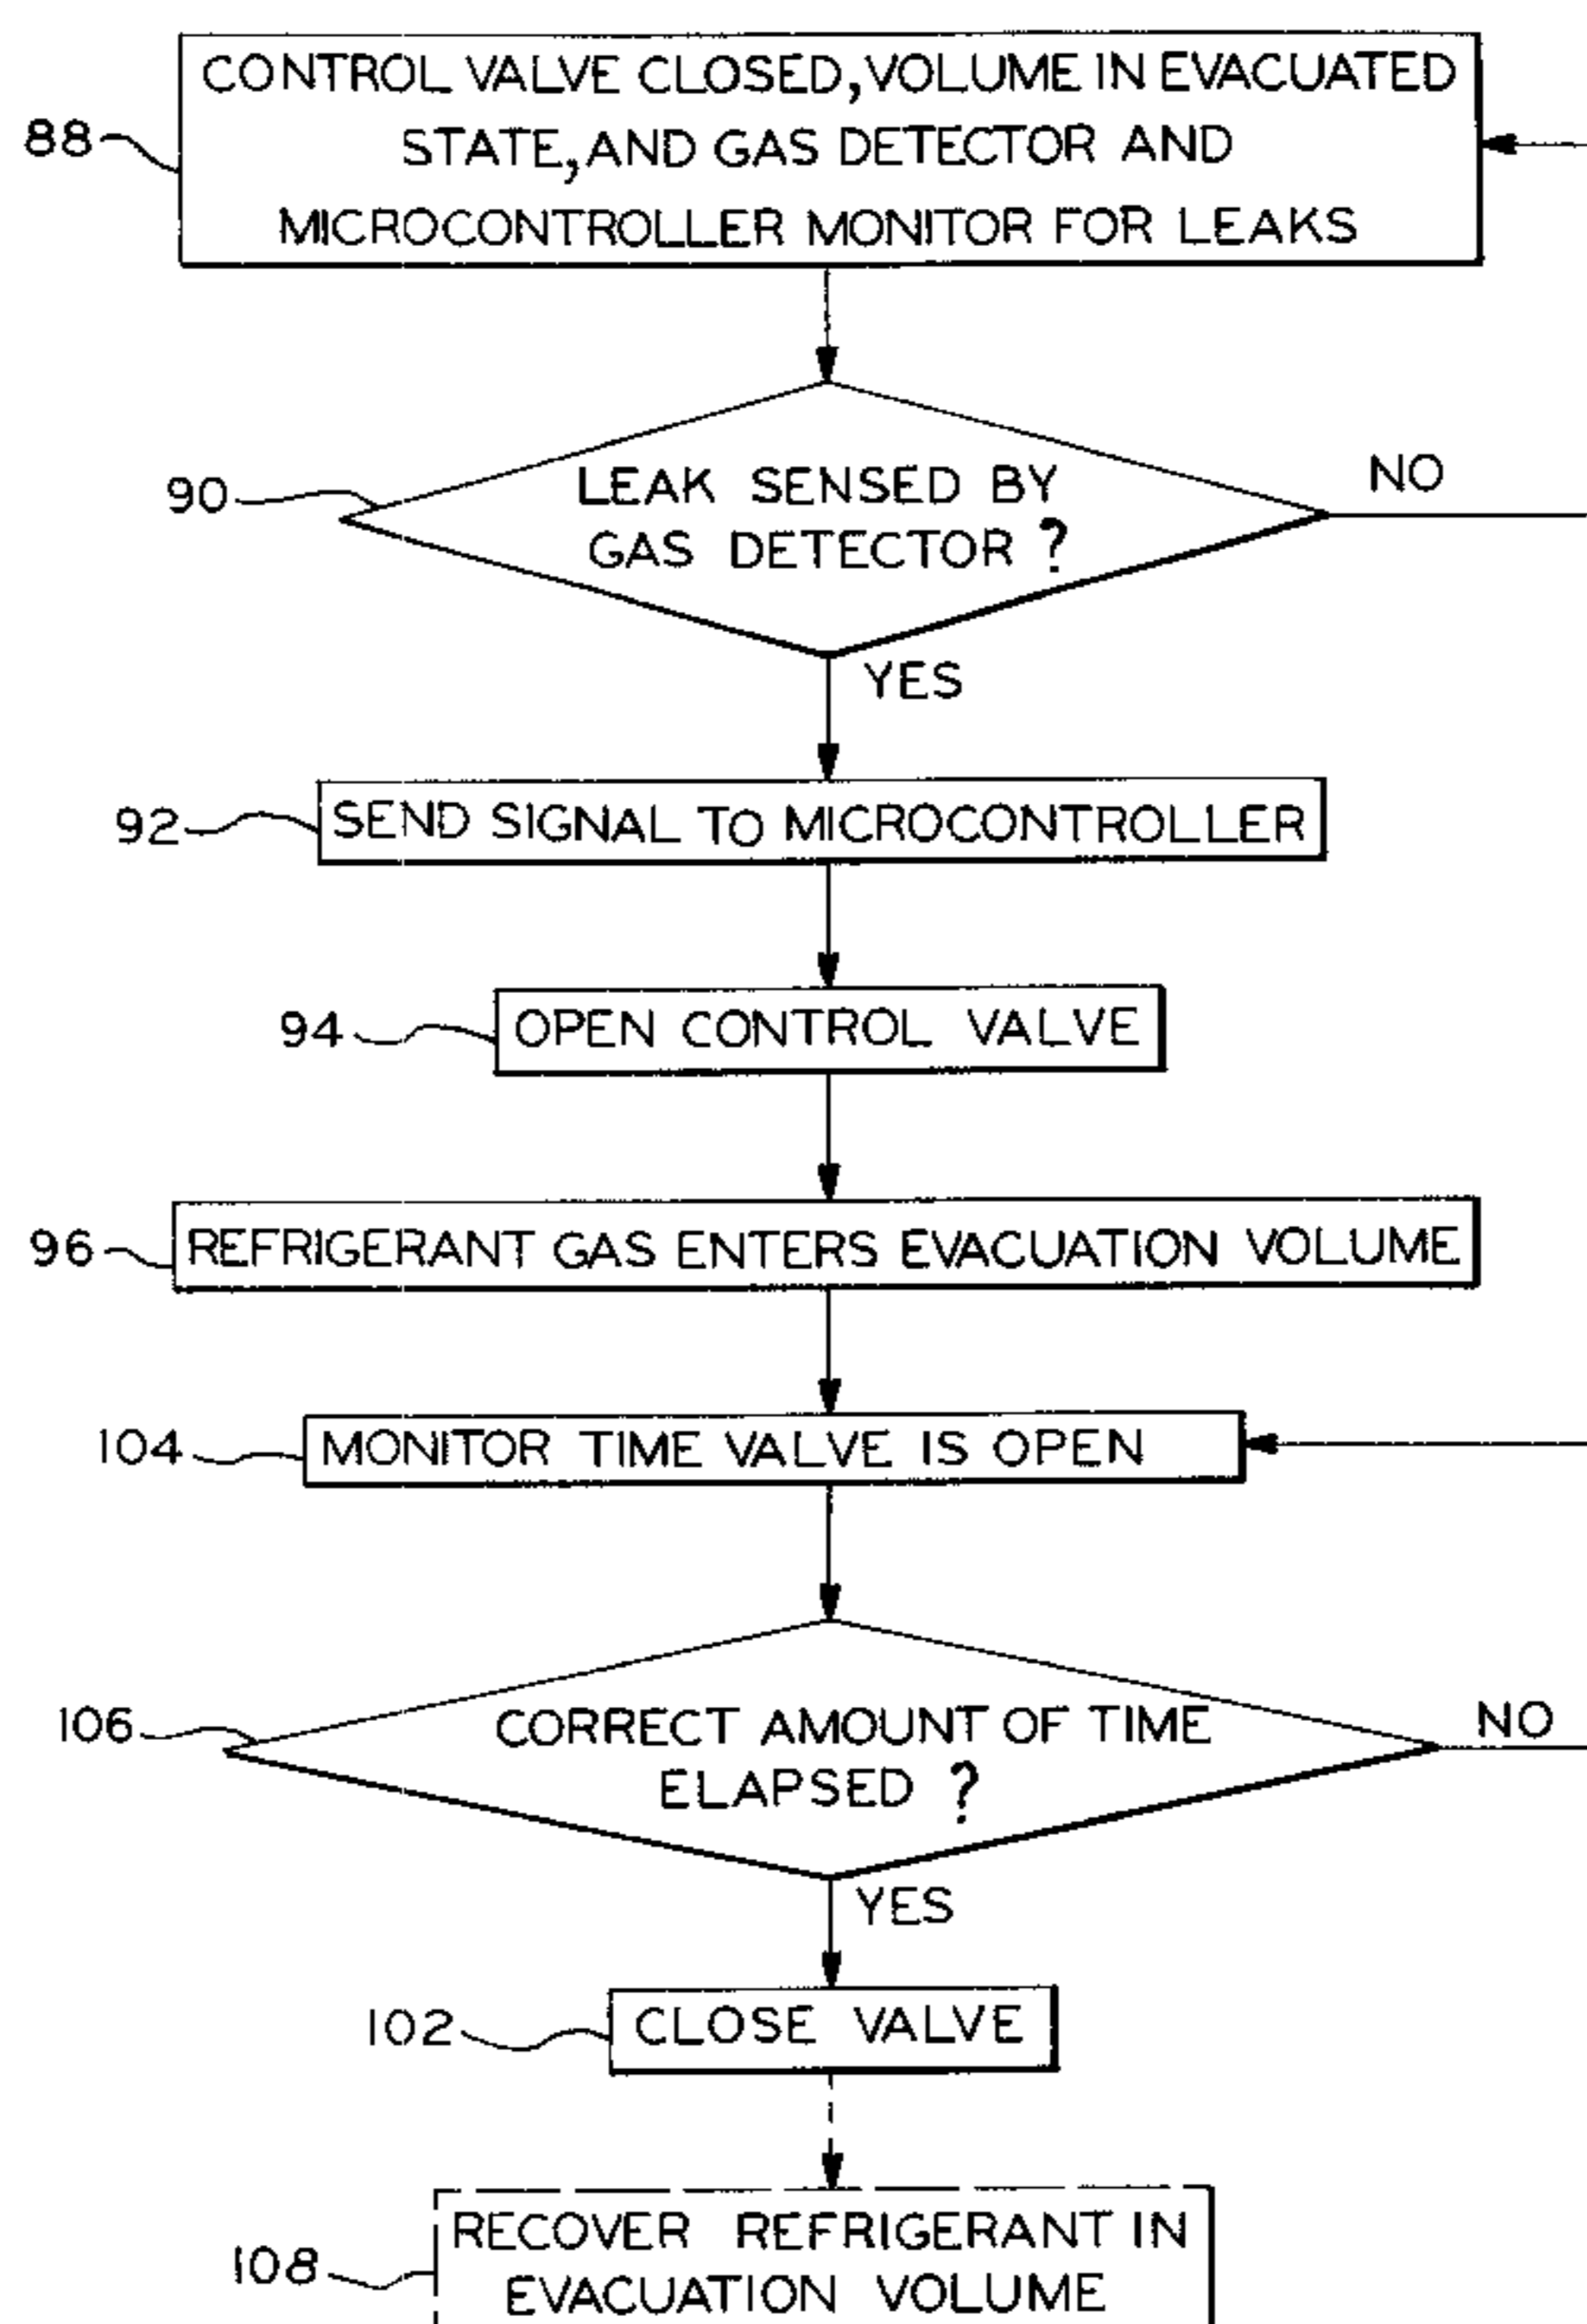 CONTROL VALVE CLOSED, VOLUME IN EVACUATED
88
STATE, AND GAS DETECTOR AND
MICROCONTROLLER MONITOR FOR LEAKS
90
LEAK SENSED BY
GAS DETECTOR ?
NO
YES
92
SEND SIGNAL TO MICROCONTROLLER
94
OPEN CONTROL VALVE
96
REFRIGERANT GAS ENTERS EVACUATION VOLUME
104
MONITOR TIME VALVE IS OPEN
106
CORRECT AMOUNT OF TIME
ELAPSED ?
NO
YES
102
CLOSE VALVE
108
RECOVER REFRIGERANT IN
EVACUATION VOLUME